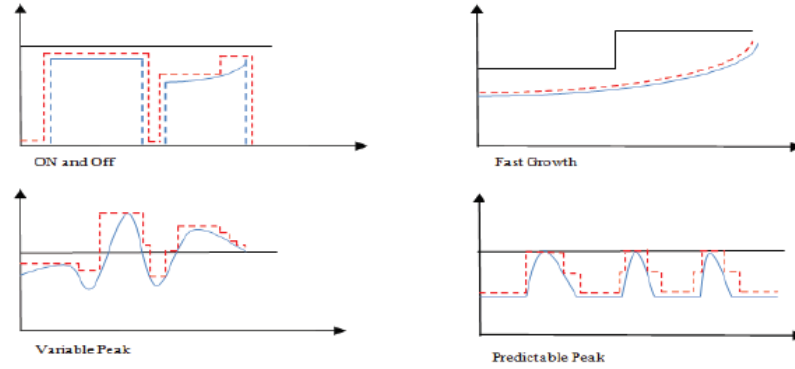 ON and Off
Fast Growth
Variable Peak
Predictable Peak